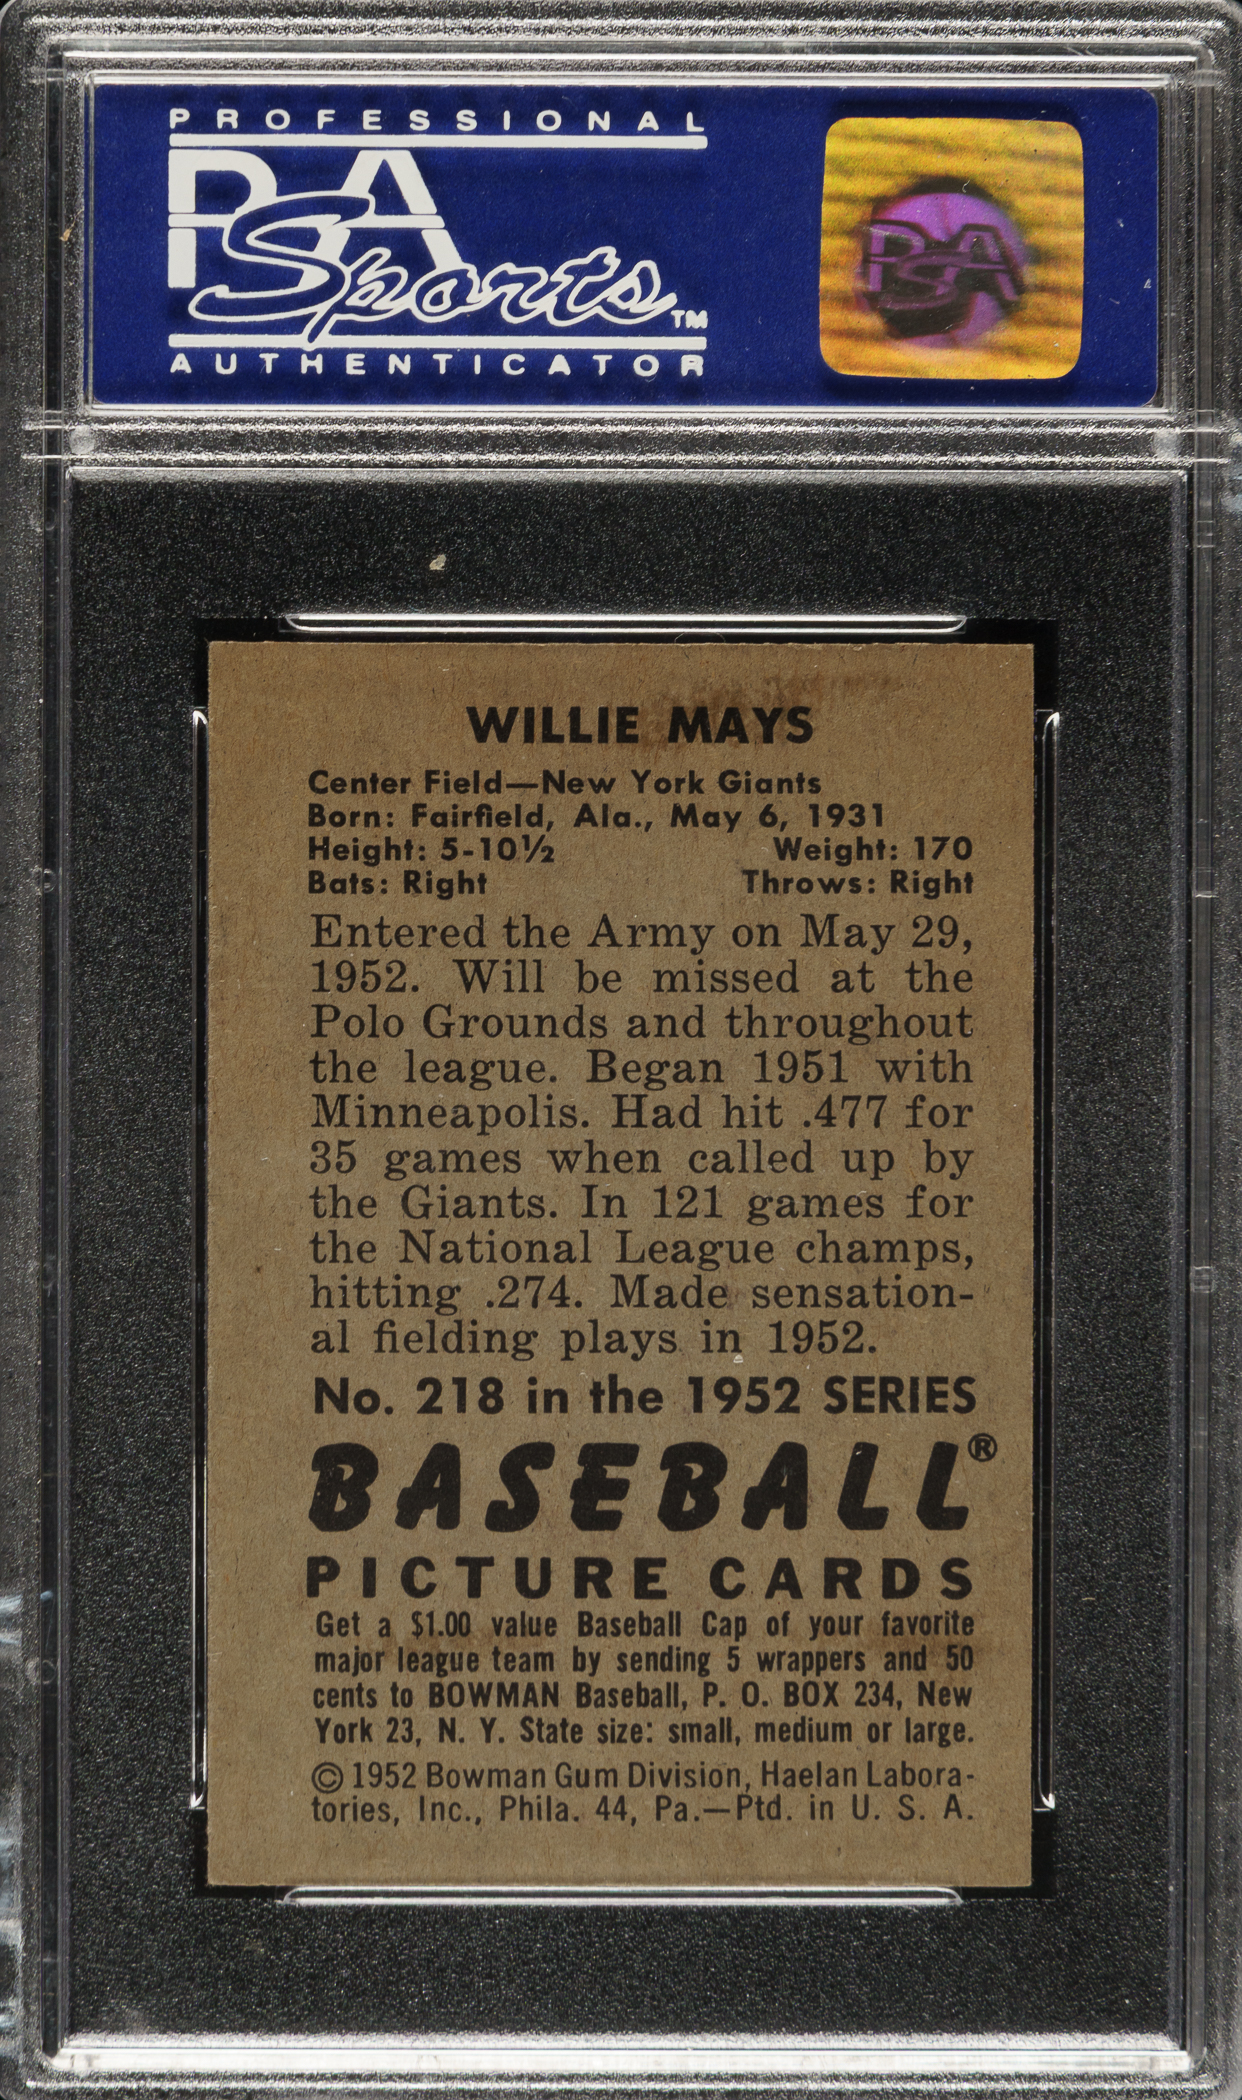 PROFESSIONAL
PSA
Sports™
AUTHENTICATOR
PSA
WILLIE MAYS
Center Field—New York Giants
Born: Fairfield, Ala., May 6, 1931
Height: 5-10½ Weight: 170
Bats: Right Throws: Right
Entered the Army on May 29,
1952. Will be missed at the
Polo Grounds and throughout
the league. Began 1951 with
Minneapolis. Had hit .477 for
35 games when called up by
the Giants. In 121 games for
the National League champs,
hitting .274. Made sensation-
al fielding plays in 1952.
No. 218 in the 1952 SERIES
BASEBALL®
PICTURE CARDS
Get a $1.00 value Baseball Cap of your favorite
major league team by sending 5 wrappers and 50
cents to BOWMAN Baseball, P. O. BOX 234, New
York 23, N. Y. State size: small, medium or large.
© 1952 Bowman Gum Division, Haelan Labora-
tories, Inc., Phila. 44, Pa.—Ptd. in U. S. A.